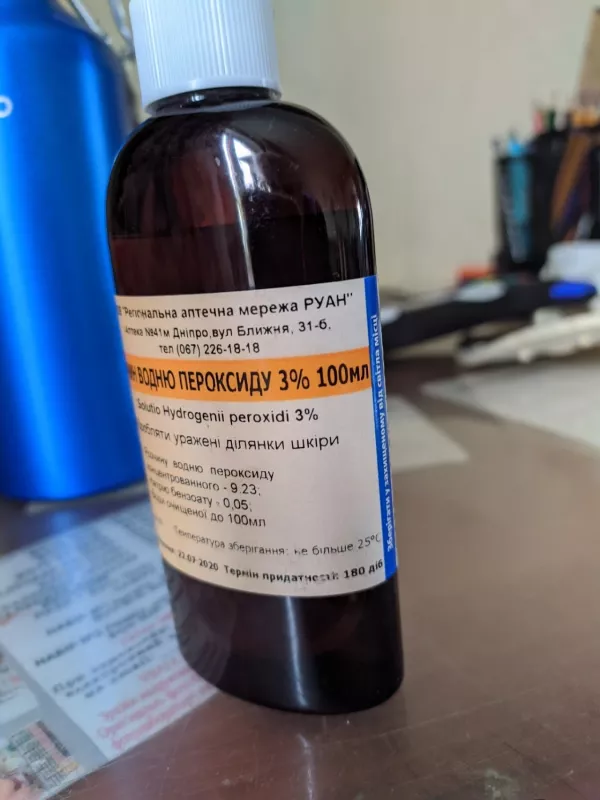 "Регіональна аптечна мережа РУАН"
Аптека №41м Дніпро,вул Ближня, 31-б,
тел (067) 226-18-18
ВОДНЮ ПЕРОКСИДУ 3% 100мл
Solutio Hydrogenii peroxidi 3%
уражені ділянки шкіри
водню пероксиду
- 9.23;
бензоату - 0,05;
очищеної до 100мл
Температура зберігання: не більше 25°С
2020 Термін придатності: 180 діб
Зберігати у захищеному від світла місці
НАБІР